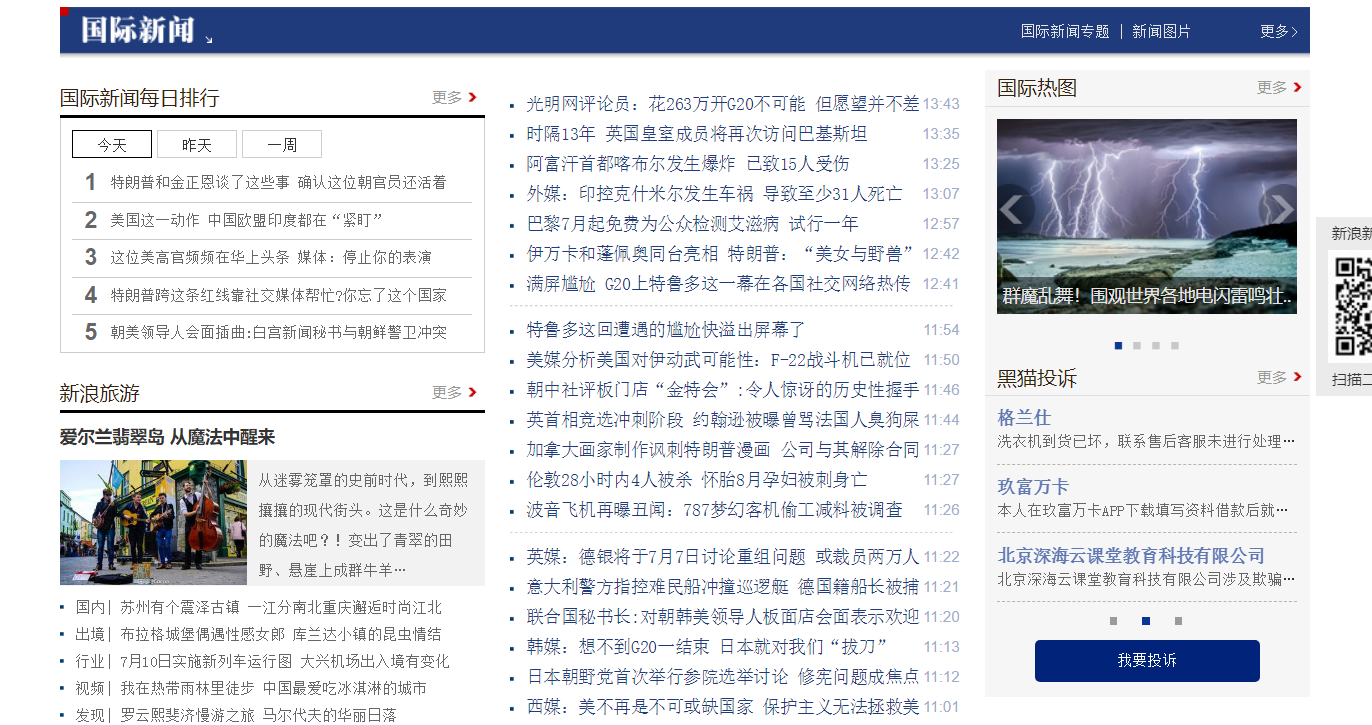 国际新闻
国际新闻专题 | 新闻图片
更多
国际新闻每日排行
更多
今天
昨天
一周
1 特朗普和金正恩谈了这些事 确认这位朝官员还活着
2 美国这一动作 中国欧盟印度都在“紧盯”
3 这位美高官频频在华上头条 媒体：停止你的表演
4 特朗普跨这条红线靠社交媒体帮忙?你忘了这个国家
5 朝美领导人会面插曲:白宫新闻秘书与朝鲜警卫冲突
新浪旅游
更多
爱尔兰翡翠岛 从魔法中醒来
从迷雾笼罩的史前时代，到熙熙
攘攘的现代街头。这是什么奇妙
的魔法吧？！变出了青翠的田
野、悬崖上成群牛羊…
国内| 苏州有个震泽古镇 一江分南北重庆邂逅时尚江北
出境| 布拉格城堡偶遇性感女郎 库兰达小镇的昆虫情结
行业| 7月10日实施新列车运行图 大兴机场出入境有变化
视频| 我在热带雨林里徒步 中国最爱吃冰淇淋的城市
发现| 罗云熙斐济慢游之旅 马尔代夫的华丽日落
光明网评论员：花263万开G20不可能 但愿望并不差 13:43
时隔13年 英国皇室成员将再次访问巴基斯坦 13:35
阿富汗首都喀布尔发生爆炸 已致15人受伤 13:25
外媒：印控克什米尔发生车祸 导致至少31人死亡 13:07
巴黎7月起免费为公众检测艾滋病 试行一年 12:57
伊万卡和蓬佩奥同台亮相 特朗普：“美女与野兽” 12:42
满屏尴尬 G20上特鲁多这一幕在各国社交网络热传 12:41
特鲁多这回遭遇的尴尬快溢出屏幕了 11:54
美媒分析美国对伊动武可能性：F-22战斗机已就位 11:50
朝中社评板门店“金特会”:令人惊讶的历史性握手 11:46
英首相竞选冲刺阶段 约翰逊被曝曾骂法国人臭狗屎 11:44
加拿大画家制作讽刺特朗普漫画 公司与其解除合同 11:27
伦敦28小时内4人被杀 怀胎8月孕妇被刺身亡 11:27
波音飞机再曝丑闻：787梦幻客机偷工减料被调查 11:26
英媒：德银将于7月7日讨论重组问题 或裁员两万人 11:22
意大利警方指控难民船冲撞巡逻艇 德国籍船长被捕 11:21
联合国秘书长:对朝韩美领导人板面店会面表示欢迎 11:20
韩媒：想不到G20一结束 日本就对我们“拔刀” 11:13
日本朝野党首次举行参院选举讨论 修宪问题成焦点 11:12
西媒：美不再是不可或缺国家 保护主义无法拯救美 11:01
国际热图
更多
群魔乱舞！围观世界各地电闪雷鸣壮..
黑猫投诉
更多
格兰仕
洗衣机到货已坏，联系售后客服未进行处理…
玖富万卡
本人在玖富万卡APP下载填写资料借款后就…
北京深海云课堂教育科技有限公司
北京深海云课堂教育科技有限公司涉及欺骗…
我要投诉
新浪新
扫描二